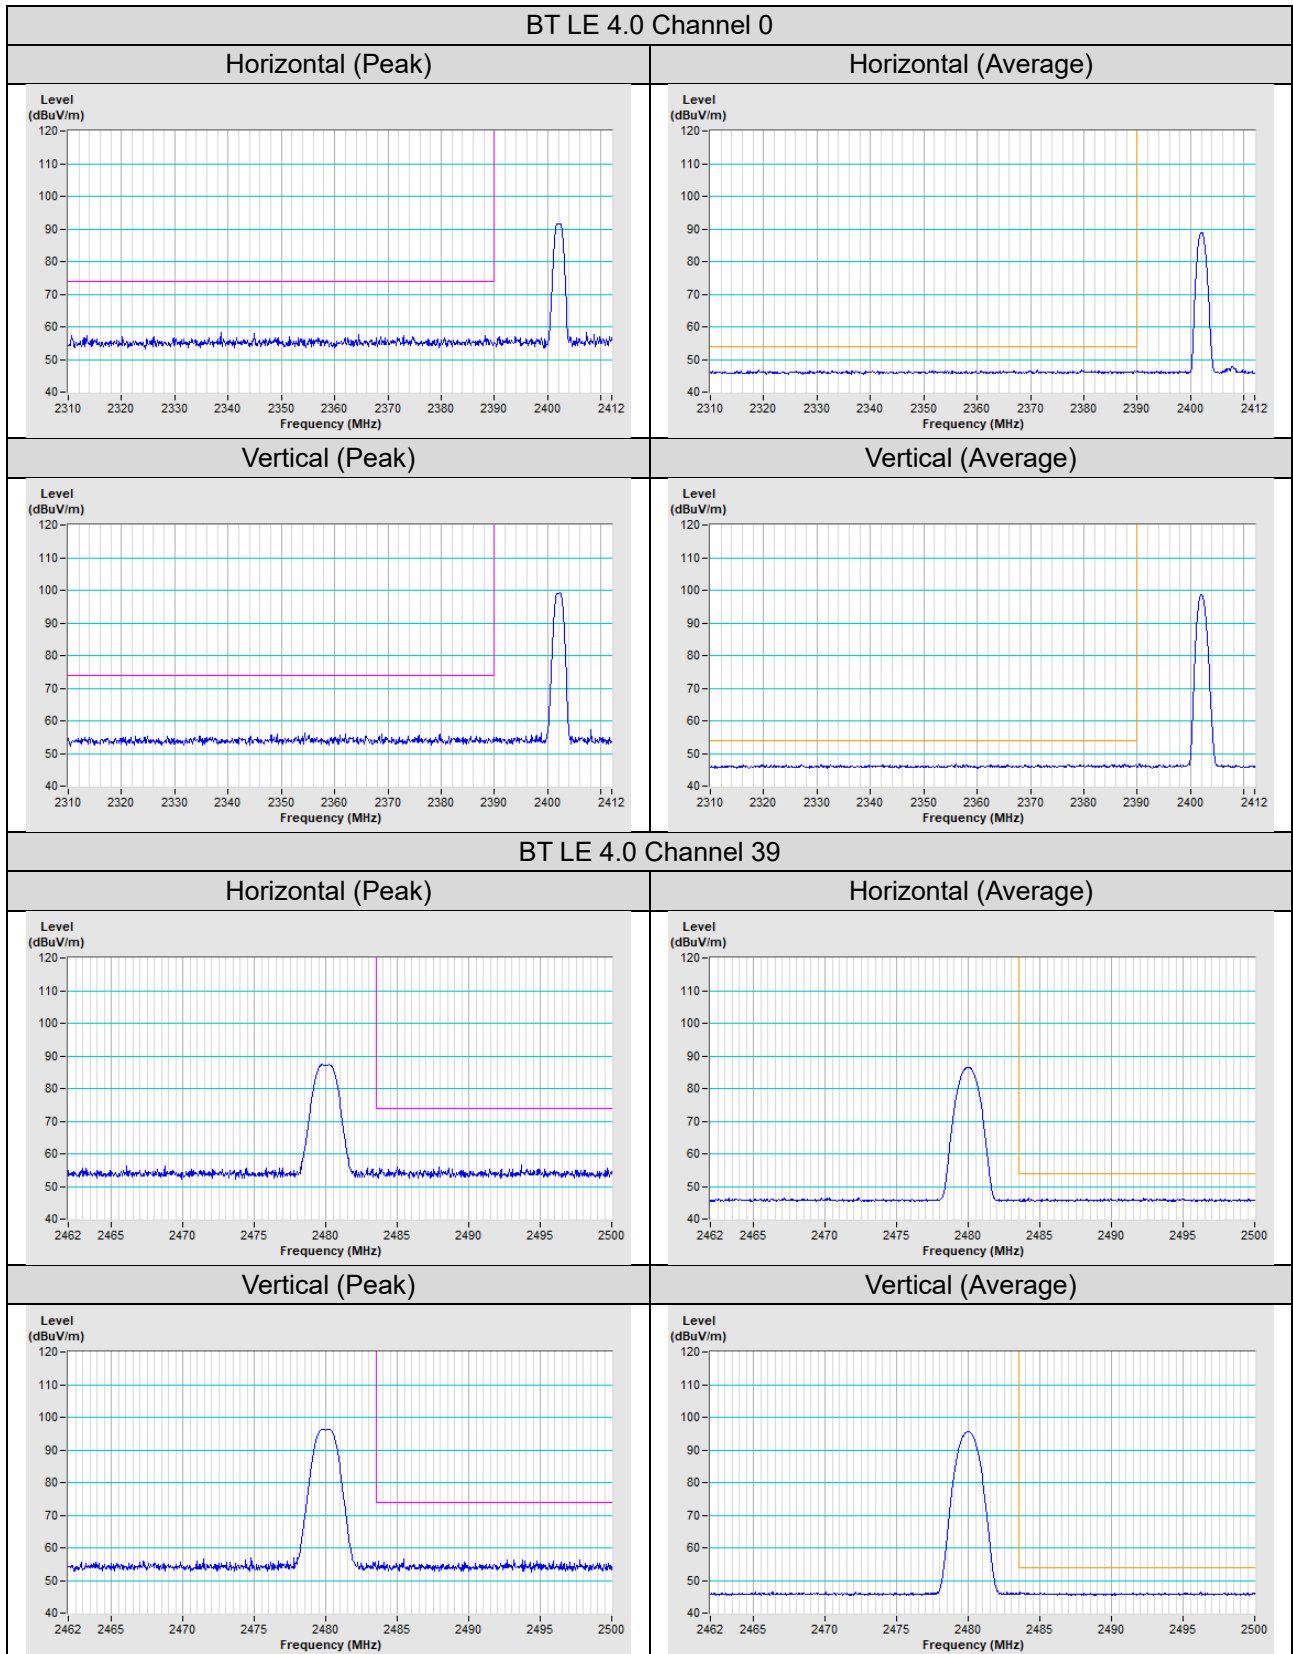 BT LE 4.0 Channel 0
Horizontal (Peak)
Horizontal (Average)
Level
(dBuV/m)
120
110
100
90
80
70
60
50
40
2310 2320 2330 2340 2350 2360 2370 2380 2390 2400 2412
Frequency (MHz)
Level
(dBuV/m)
120
110
100
90
80
70
60
50
40
2310 2320 2330 2340 2350 2360 2370 2380 2390 2400 2412
Frequency (MHz)
Vertical (Peak)
Vertical (Average)
Level
(dBuV/m)
120
110
100
90
80
70
60
50
40
2310 2320 2330 2340 2350 2360 2370 2380 2390 2400 2412
Frequency (MHz)
Level
(dBuV/m)
120
110
100
90
80
70
60
50
40
2310 2320 2330 2340 2350 2360 2370 2380 2390 2400 2412
Frequency (MHz)
BT LE 4.0 Channel 39
Horizontal (Peak)
Horizontal (Average)
Level
(dBuV/m)
120
110
100
90
80
70
60
50
40
2462 2465 2470 2475 2480 2485 2490 2495 2500
Frequency (MHz)
Level
(dBuV/m)
120
110
100
90
80
70
60
50
40
2462 2465 2470 2475 2480 2485 2490 2495 2500
Frequency (MHz)
Vertical (Peak)
Vertical (Average)
Level
(dBuV/m)
120
110
100
90
80
70
60
50
40
2462 2465 2470 2475 2480 2485 2490 2495 2500
Frequency (MHz)
Level
(dBuV/m)
120
110
100
90
80
70
60
50
40
2462 2465 2470 2475 2480 2485 2490 2495 2500
Frequency (MHz)